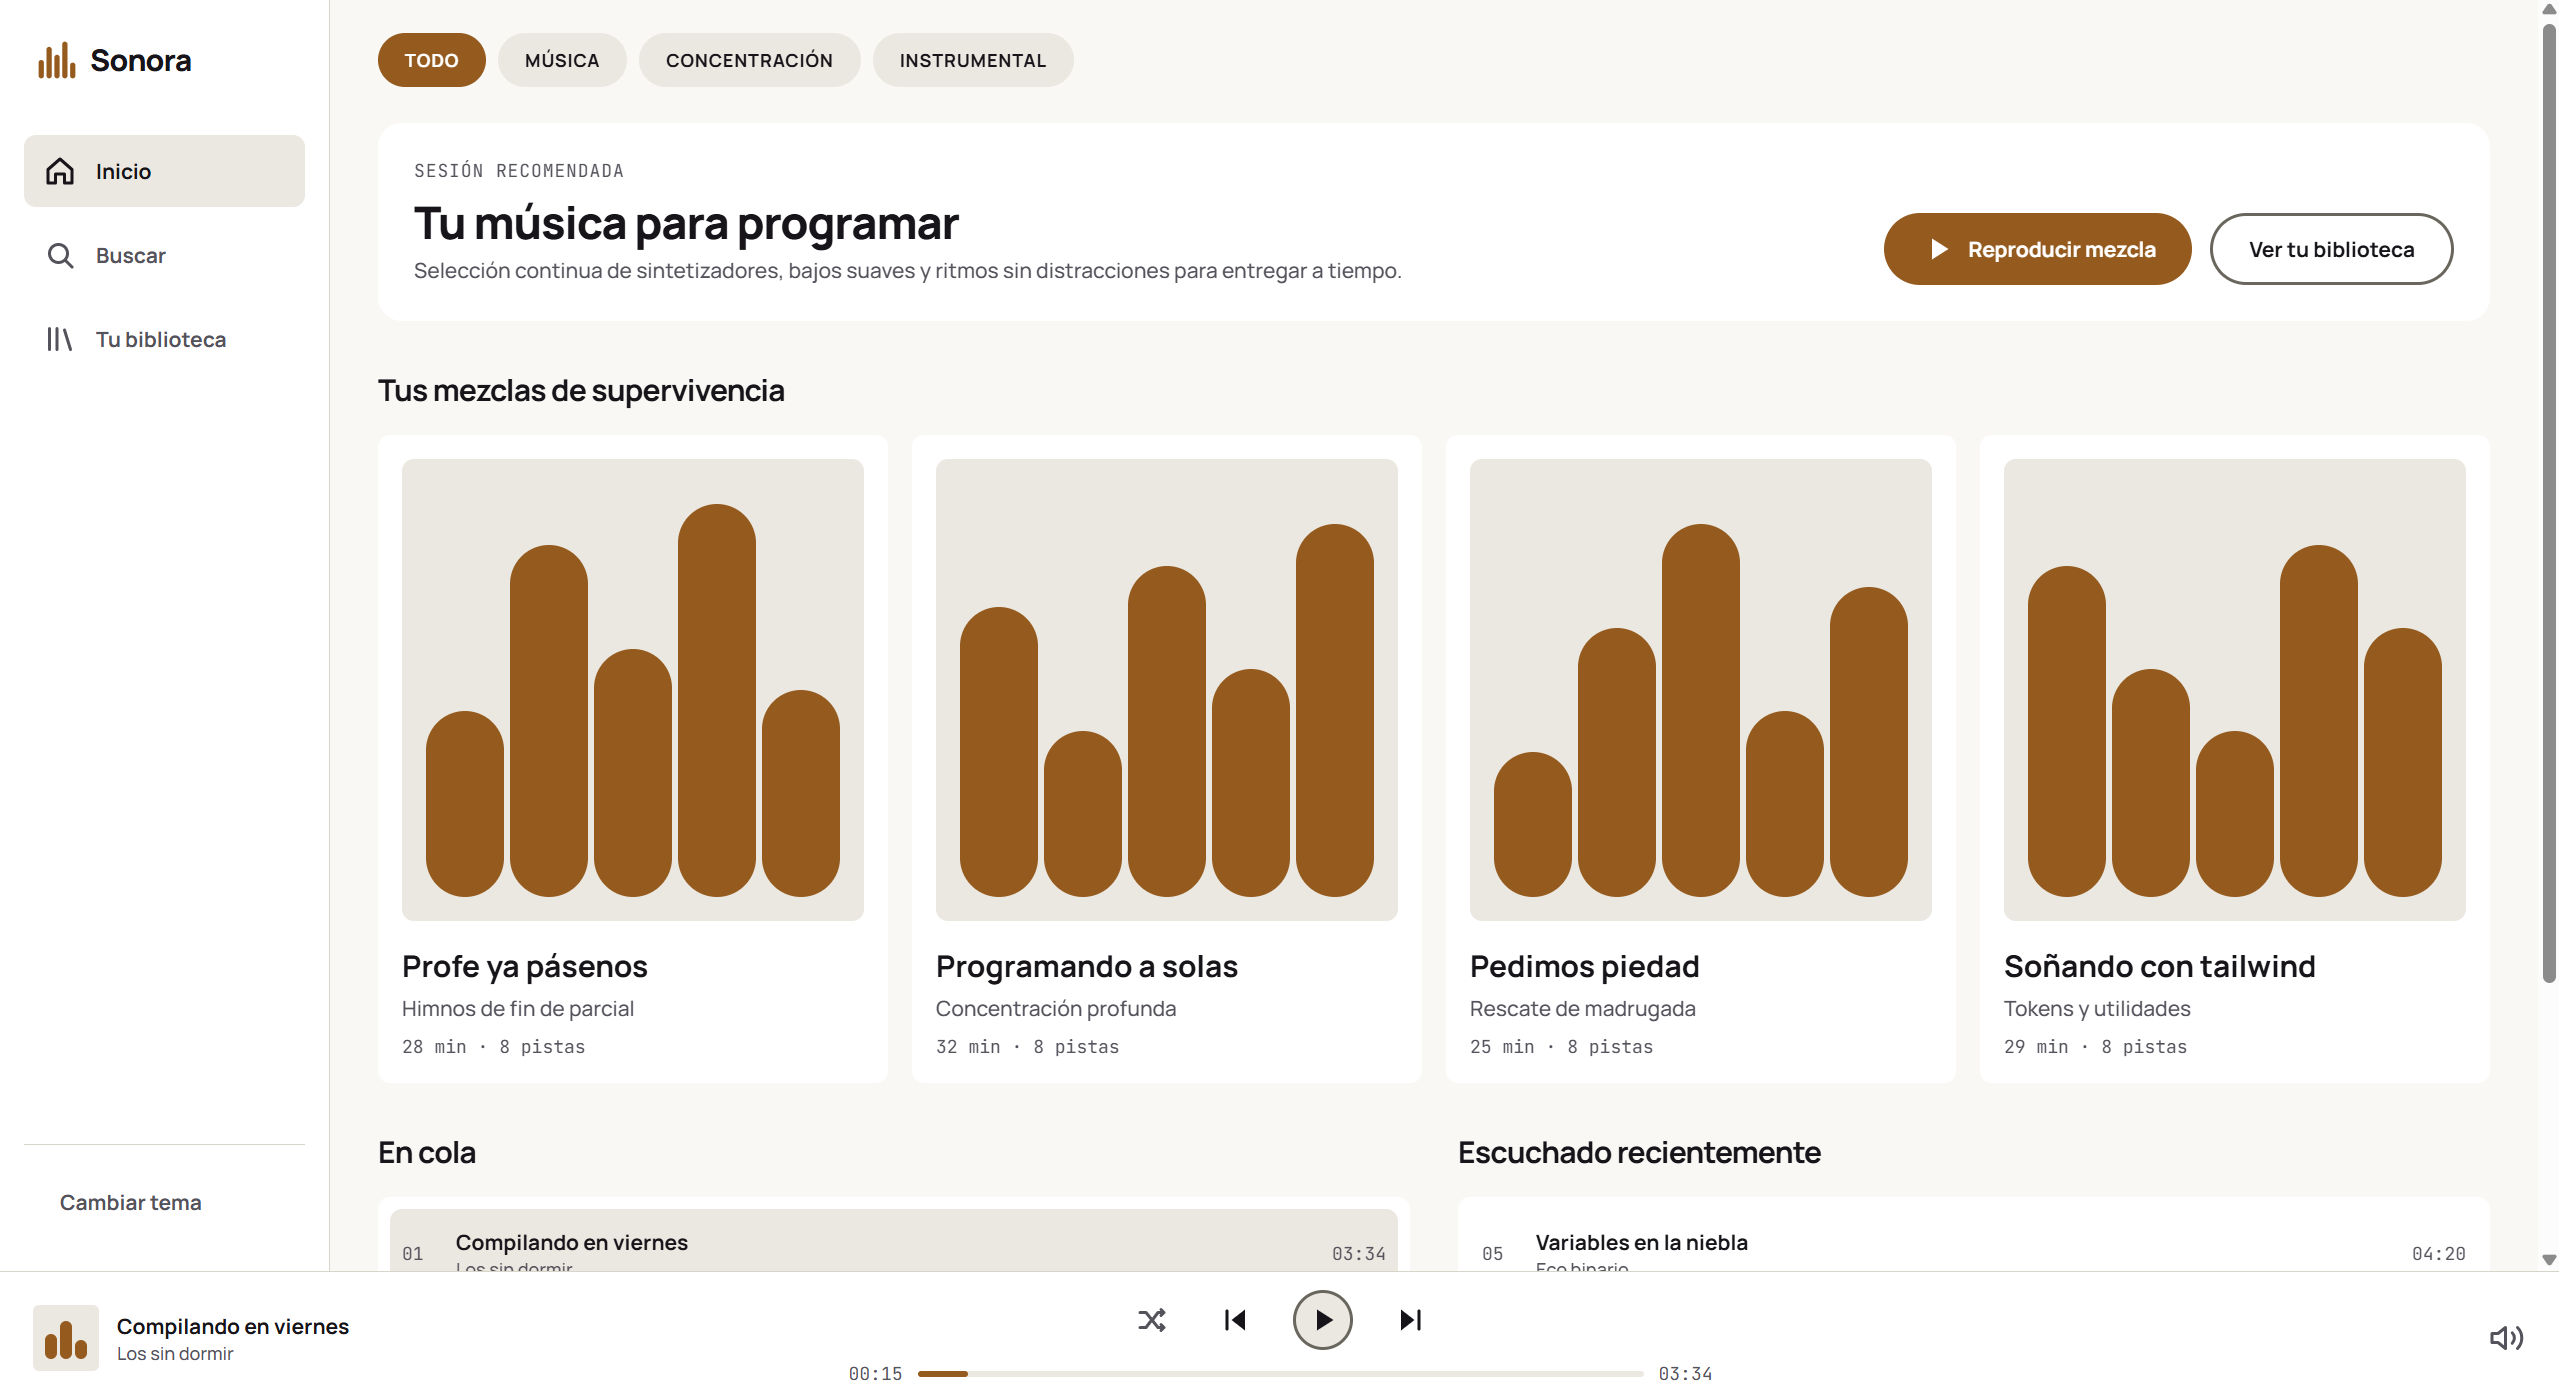 Sonora
Inicio
Buscar
Tu biblioteca
Cambiar tema
TODO
MÚSICA
CONCENTRACIÓN
INSTRUMENTAL
SESIÓN RECOMENDADA
Tu música para programar
Selección continua de sintetizadores, bajos suaves y ritmos sin distracciones para entregar a tiempo.
Reproducir mezcla
Ver tu biblioteca
Tus mezclas de supervivencia
Profe ya pásenos
Himnos de fin de parcial
28 min · 8 pistas
Programando a solas
Concentración profunda
32 min · 8 pistas
Pedimos piedad
Rescate de madrugada
25 min · 8 pistas
Soñando con tailwind
Tokens y utilidades
29 min · 8 pistas
En cola
01
Compilando en viernes
Los sin dormir
03:34
Escuchado recientemente
05
Variables en la niebla
Eco binario
04:20
Compilando en viernes
Los sin dormir
00:15
03:34